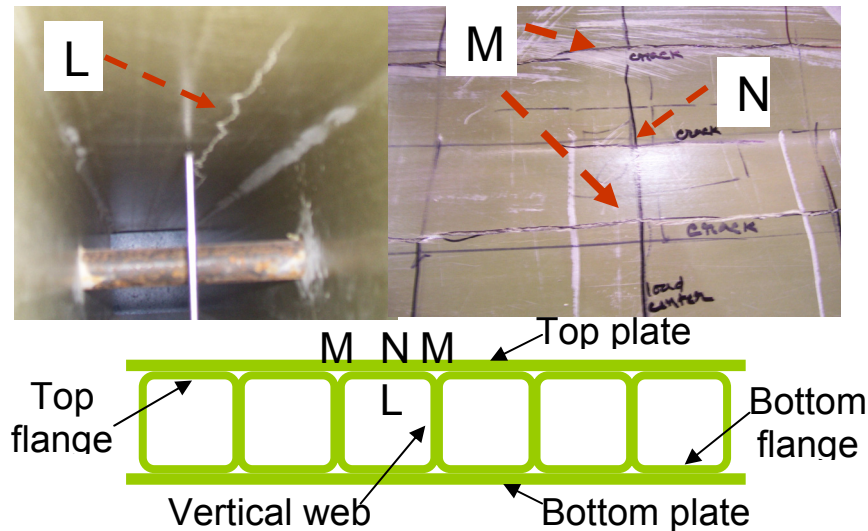 L
M
N
crack
crack
crack
load
center
M N M
Top plate
L
Top
flange
Bottom
flange
Vertical web
Bottom plate